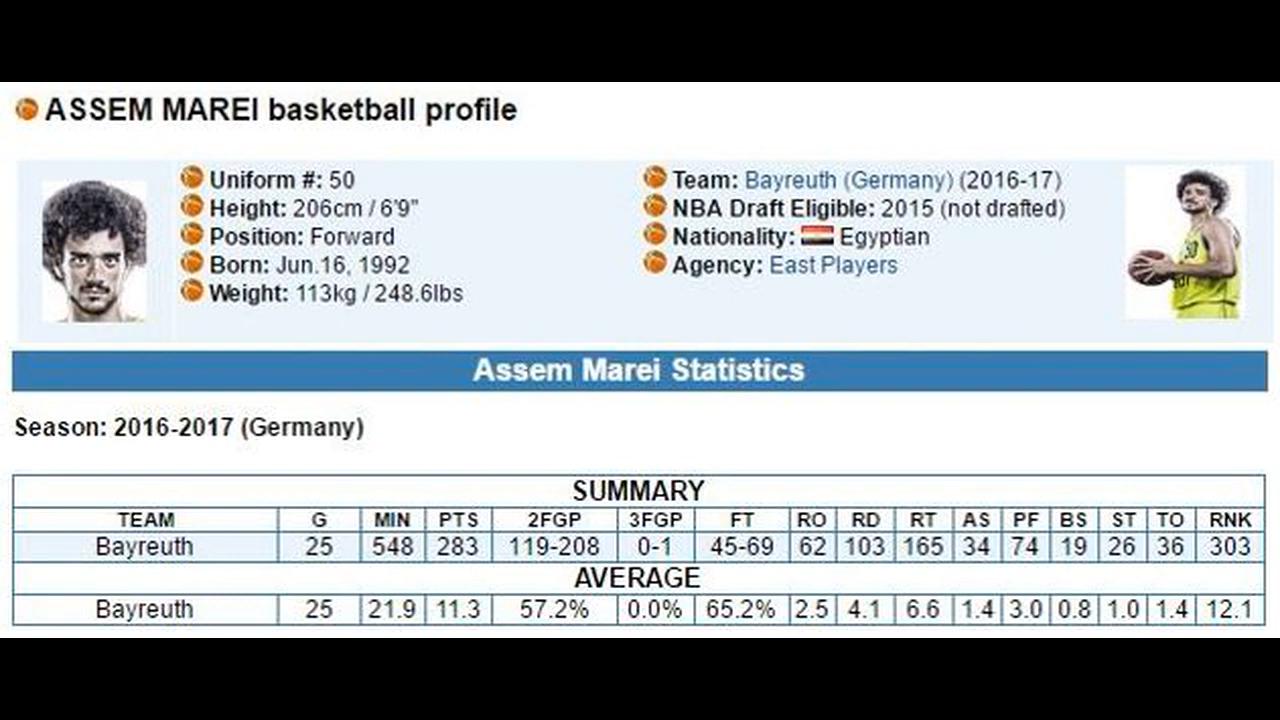 ASSEM MAREI basketball profile
Uniform #: 50
Height: 206cm / 6'9"
Position: Forward
Born: Jun.16, 1992
Weight: 113kg / 248.6lbs
Team: Bayreuth (Germany) (2016-17)
NBA Draft Eligible: 2015 (not drafted)
Nationality: Egyptian
Agency: East Players
50
Assem Marei Statistics
Season: 2016-2017 (Germany)
SUMMARY
TEAM G MIN PTS 2FGP 3FGP FT RO RD RT AS PF BS ST TO RNK
Bayreuth 25 548 283 119-208 0-1 45-69 62 103 165 34 74 19 26 36 303
AVERAGE
Bayreuth 25 21.9 11.3 57.2% 0.0% 65.2% 2.5 4.1 6.6 1.4 3.0 0.8 1.0 1.4 12.1